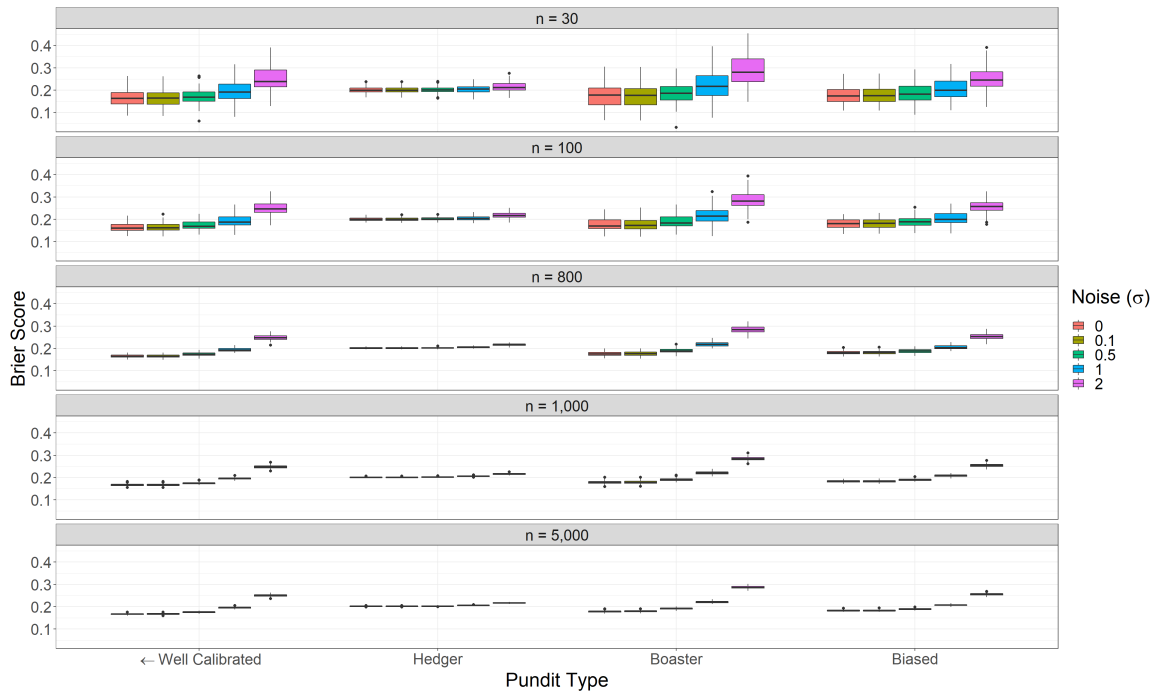 n = 30
0.4
0.3
0.2
0.1
n = 100
0.4
0.3
0.2
0.1
n = 800
0.4
0.3
0.2
0.1
n = 1,000
0.4
0.3
0.2
0.1
n = 5,000
0.4
0.3
0.2
0.1
Brier Score
← Well Calibrated Hedger Boaster Biased
Pundit Type
Noise (σ)
0
0.1
0.5
1
2